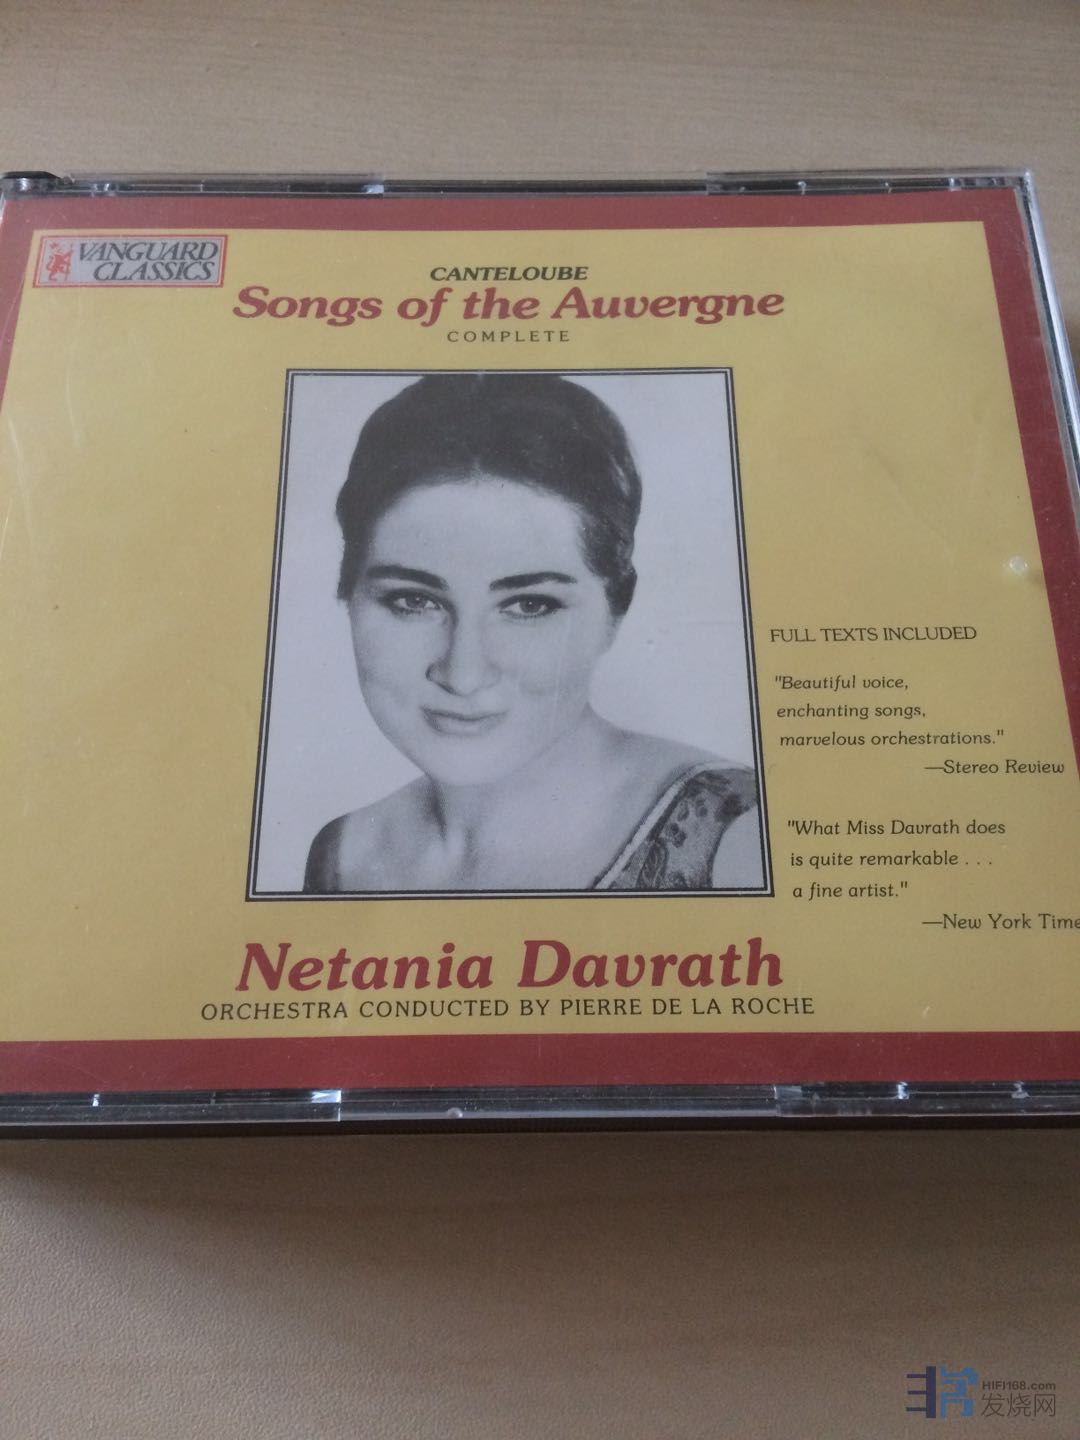 VANGUARD
CLASSICS
CANTELOUBE
Songs of the Auvergne
COMPLETE
FULL TEXTS INCLUDED
"Beautiful voice,
enchanting songs,
marvelous orchestrations."
—Stereo Review
"What Miss Davrath does
is quite remarkable . . .
a fine artist."
—New York Time
Netania Davrath
ORCHESTRA CONDUCTED BY PIERRE DE LA ROCHE
HIFI168.com
发烧网